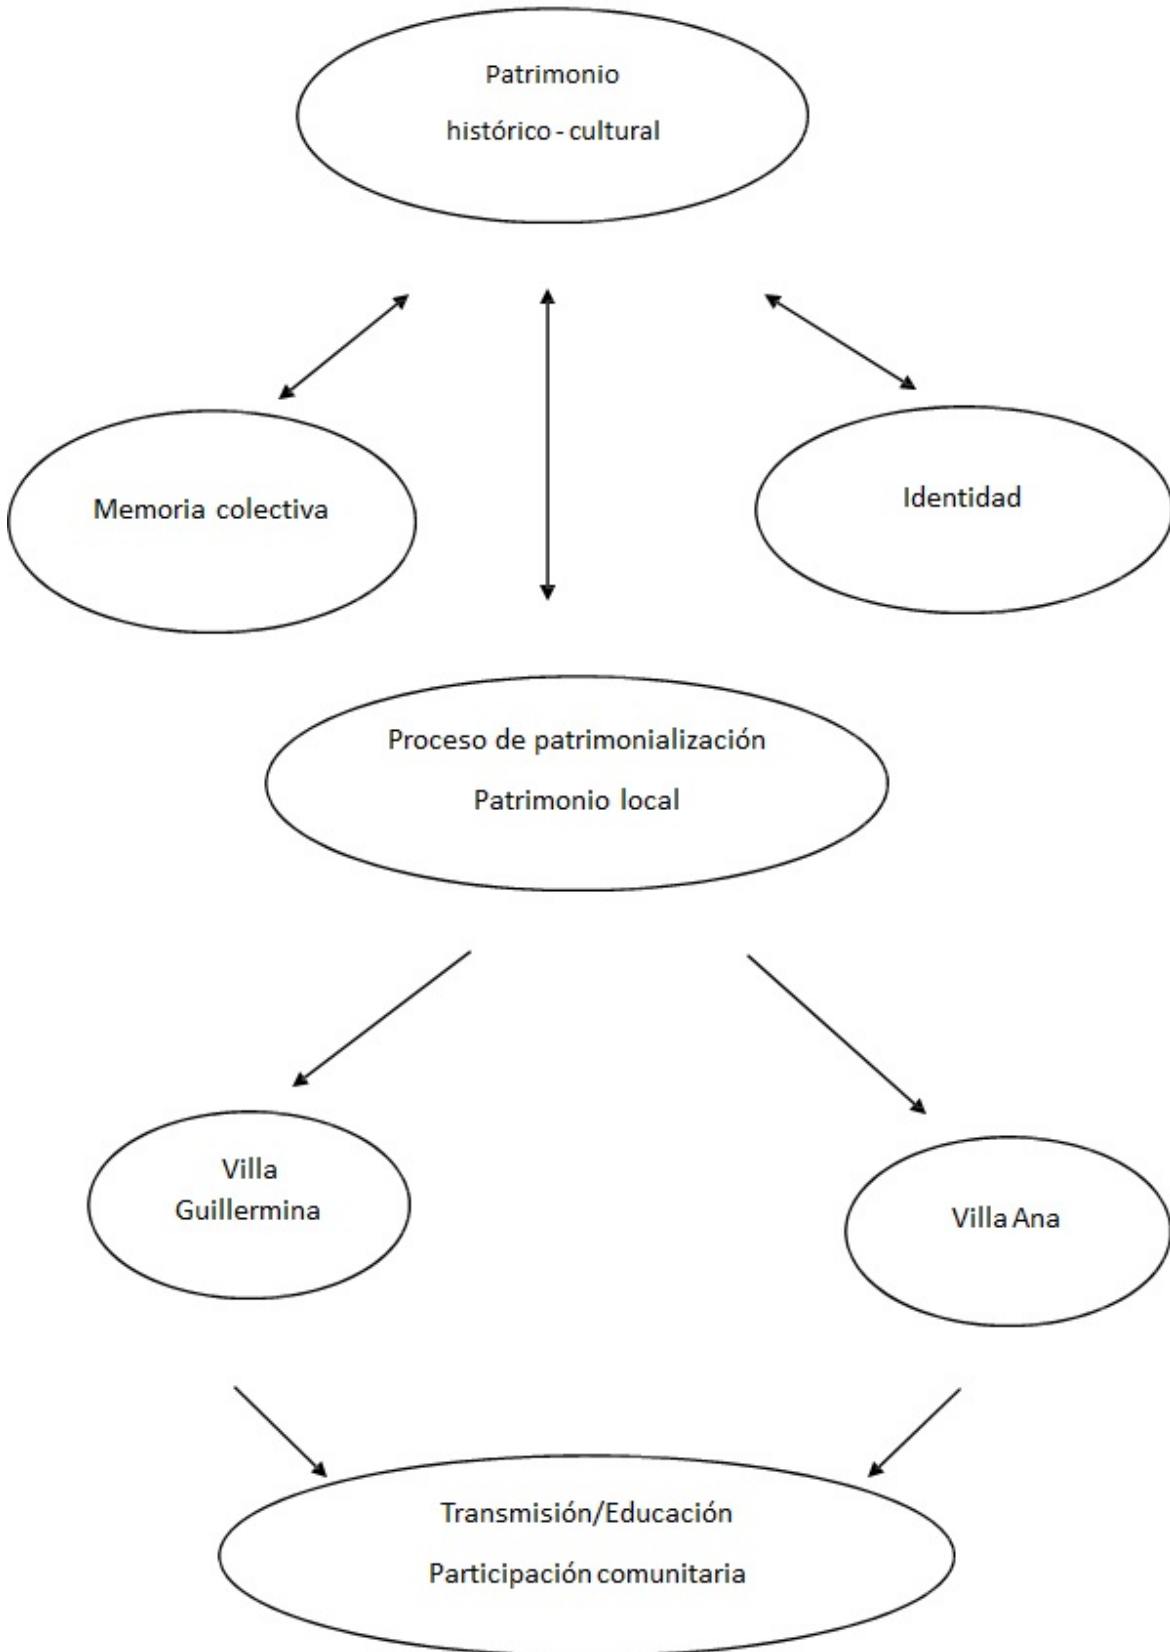 Patrimonio
histórico - cultural
Memoria colectiva
Identidad
Proceso de patrimonialización
Patrimonio local
Villa
Guillermina
Villa Ana
Transmisión/Educación
Participación comunitaria